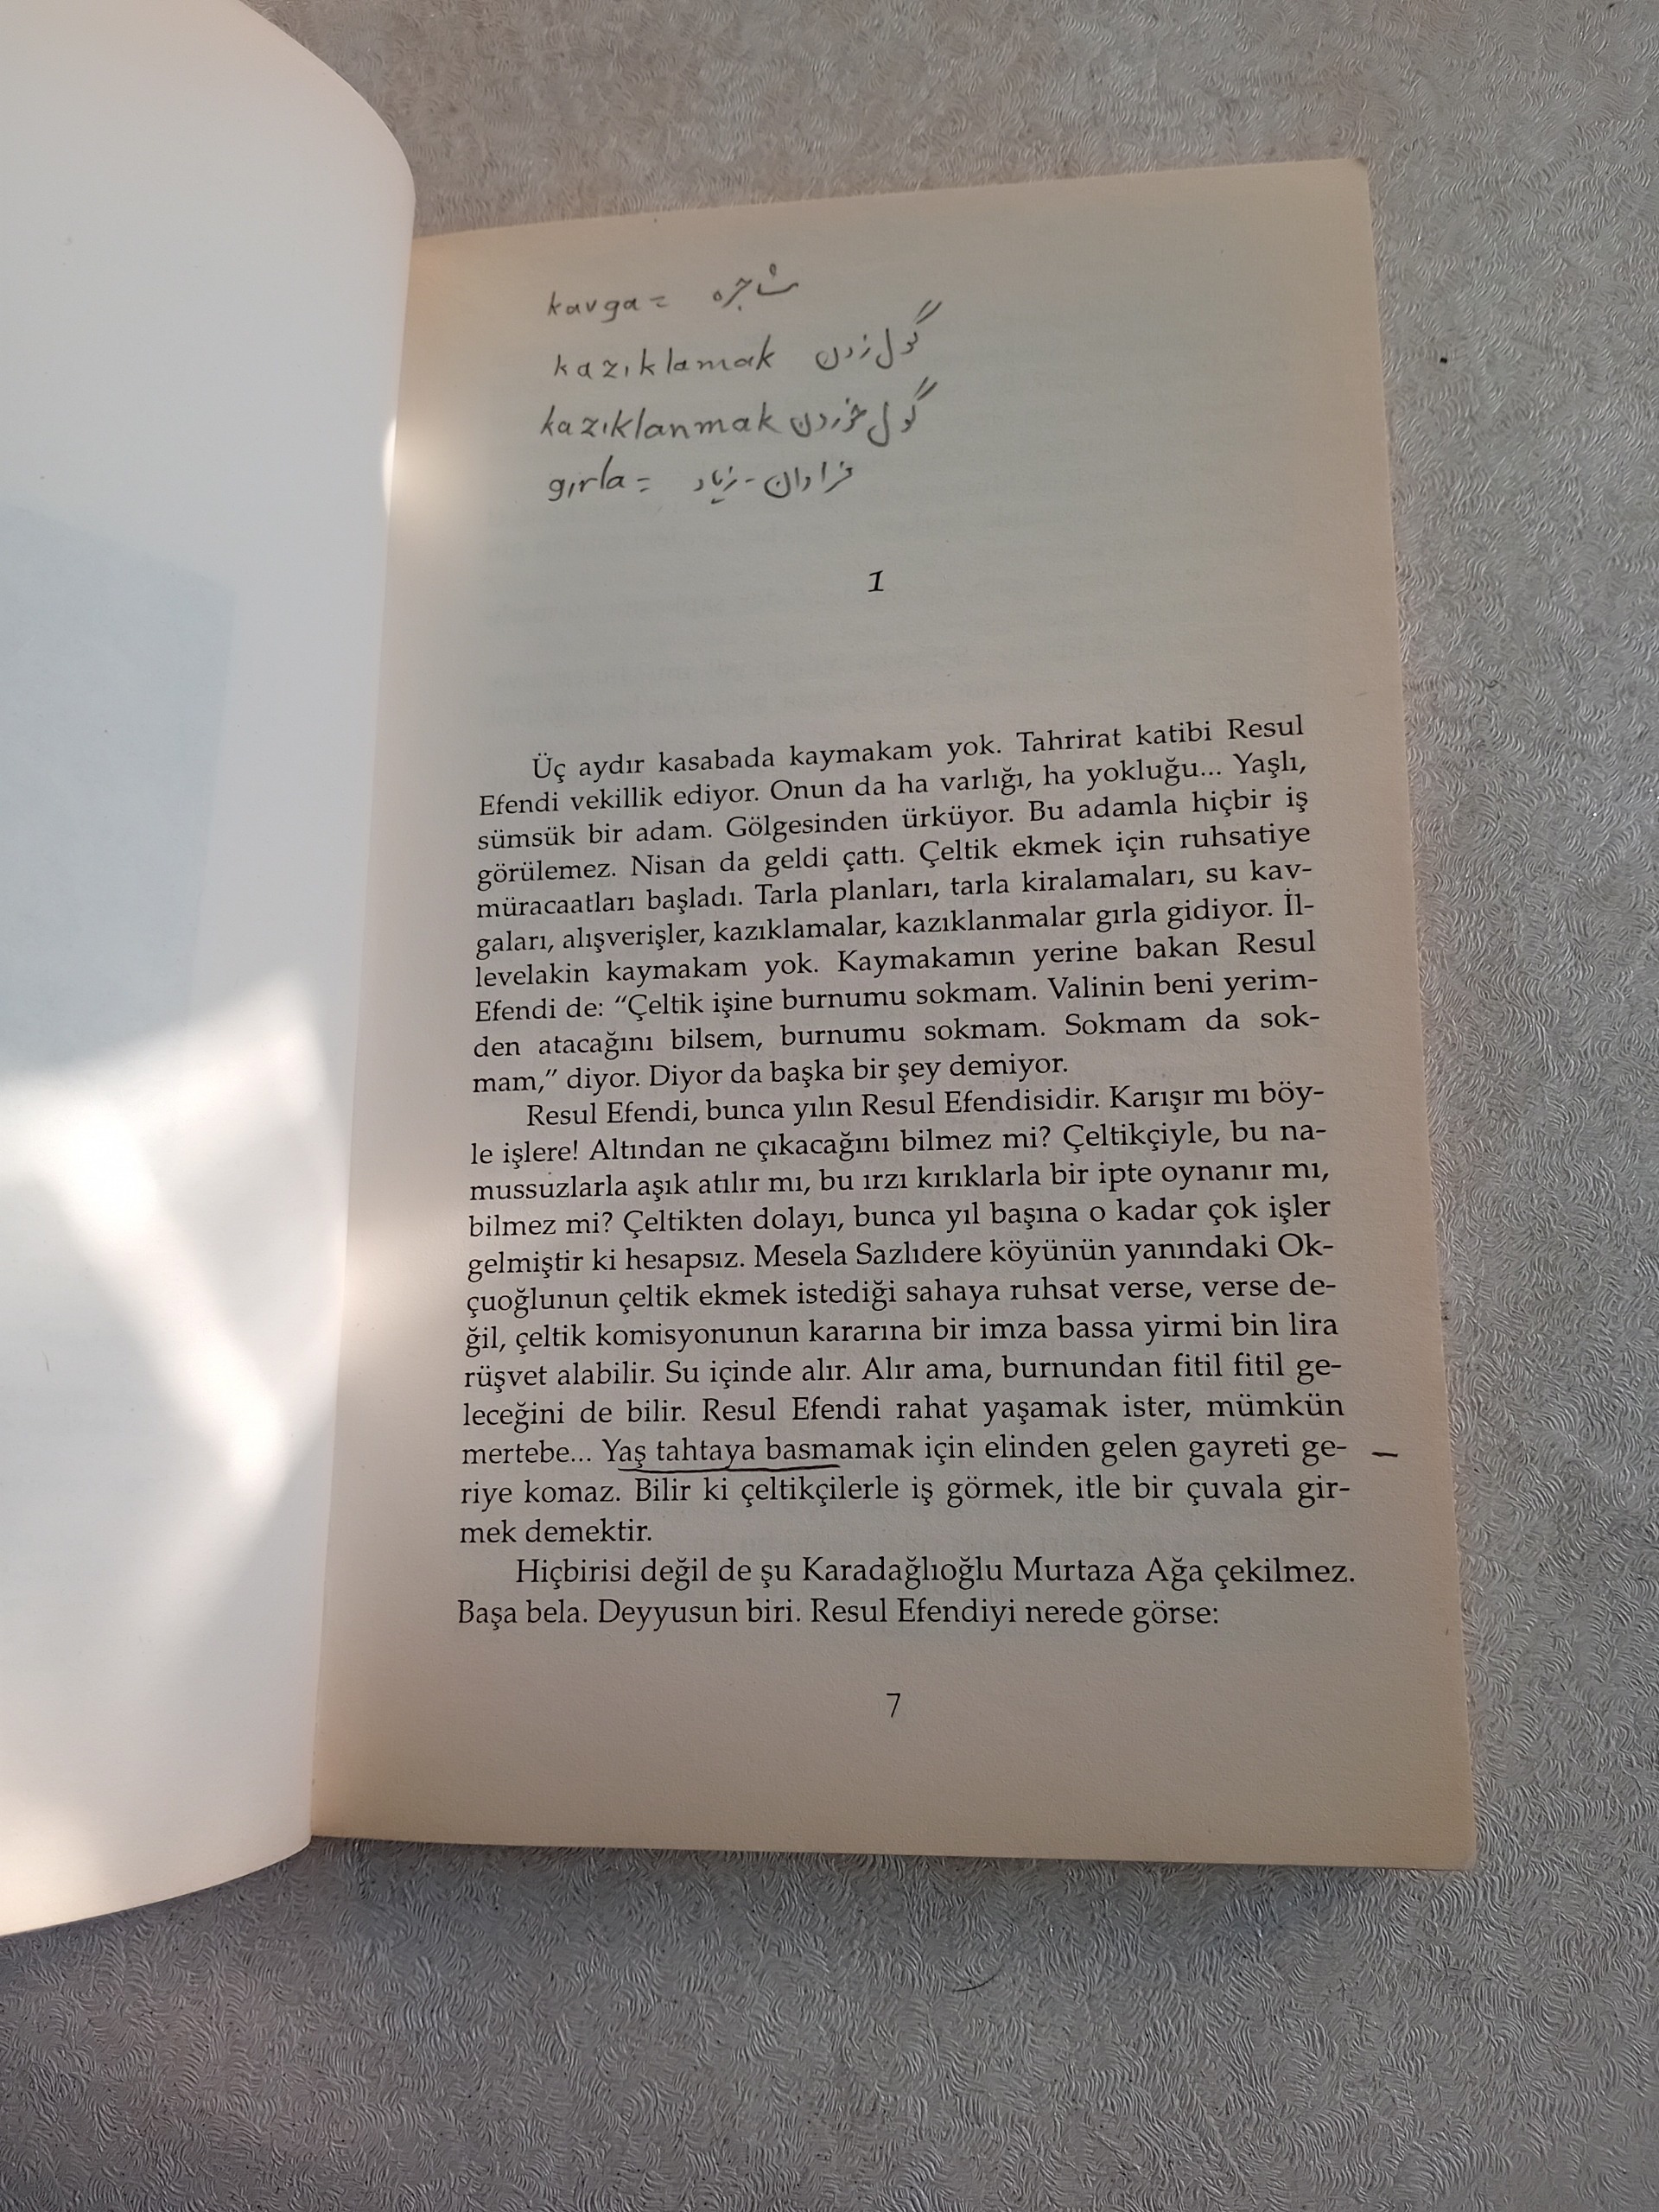 kavga = مشاجره
kazıklamak گول زدن
kazıklanmak گول خوردن
gırla = فراوان - زیاد
1
Üç aydır kasabada kaymakam yok. Tahrirat katibi Resul
Efendi vekillik ediyor. Onun da ha varlığı, ha yokluğu... Yaşlı,
sümsük bir adam. Gölgesinden ürküyor. Bu adamla hiçbir iş
görülemez. Nisan da geldi çattı. Çeltik ekmek için ruhsatiye
müracaatları başladı. Tarla planları, tarla kiralamaları, su kav-
gaları, alışverişler, kazıklamalar, kazıklanmalar gırla gidiyor. İl-
levelakin kaymakam yok. Kaymakamın yerine bakan Resul
Efendi de: “Çeltik işine burnumu sokmam. Valinin beni yerim-
den atacağını bilsem, burnumu sokmam. Sokmam da sok-
mam,” diyor. Diyor da başka bir şey demiyor.
Resul Efendi, bunca yılın Resul Efendisidir. Karışır mı böy-
le işlere! Altından ne çıkacağını bilmez mi? Çeltikçiyle, bu na-
mussuzlarla aşık atılır mı, bu ırzı kırıklarla bir ipte oynanır mı,
bilmez mi? Çeltikten dolayı, bunca yıl başına o kadar çok işler
gelmiştir ki hesapsız. Mesela Sazlıdere köyünün yanındaki Ok-
çuoğlunun çeltik ekmek istediği sahaya ruhsat verse, verse de-
ğil, çeltik komisyonunun kararına bir imza bassa yirmi bin lira
rüşvet alabilir. Su içinde alır. Alır ama, burnundan fitil fitil ge-
leceğini de bilir. Resul Efendi rahat yaşamak ister, mümkün
mertebe... Yaş tahtaya basmamak için elinden gelen gayreti ge-
riye komaz. Bilir ki çeltikçilerle iş görmek, itle bir çuvala gir-
mek demektir.
Hiçbirisi değil de şu Karadağlıoğlu Murtaza Ağa çekilmez.
Başa bela. Deyyusun biri. Resul Efendiyi nerede görse:
7